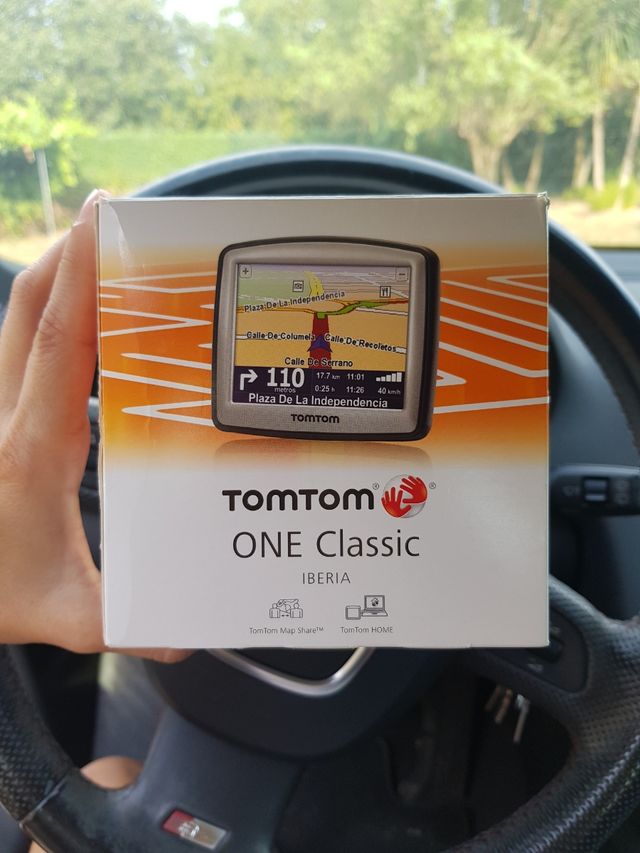 +
−
Plaza De La Independencia
Calle De Columela
Calle De Recoletos
Calle De Serrano
110
metros
17.7 km 11:01
0:25 h 11:26
40 km/h
Plaza De La Independencia
TOMTOM
TOMTOM®
®
ONE Classic
IBERIA
TomTom Map Share™
TomTom HOME